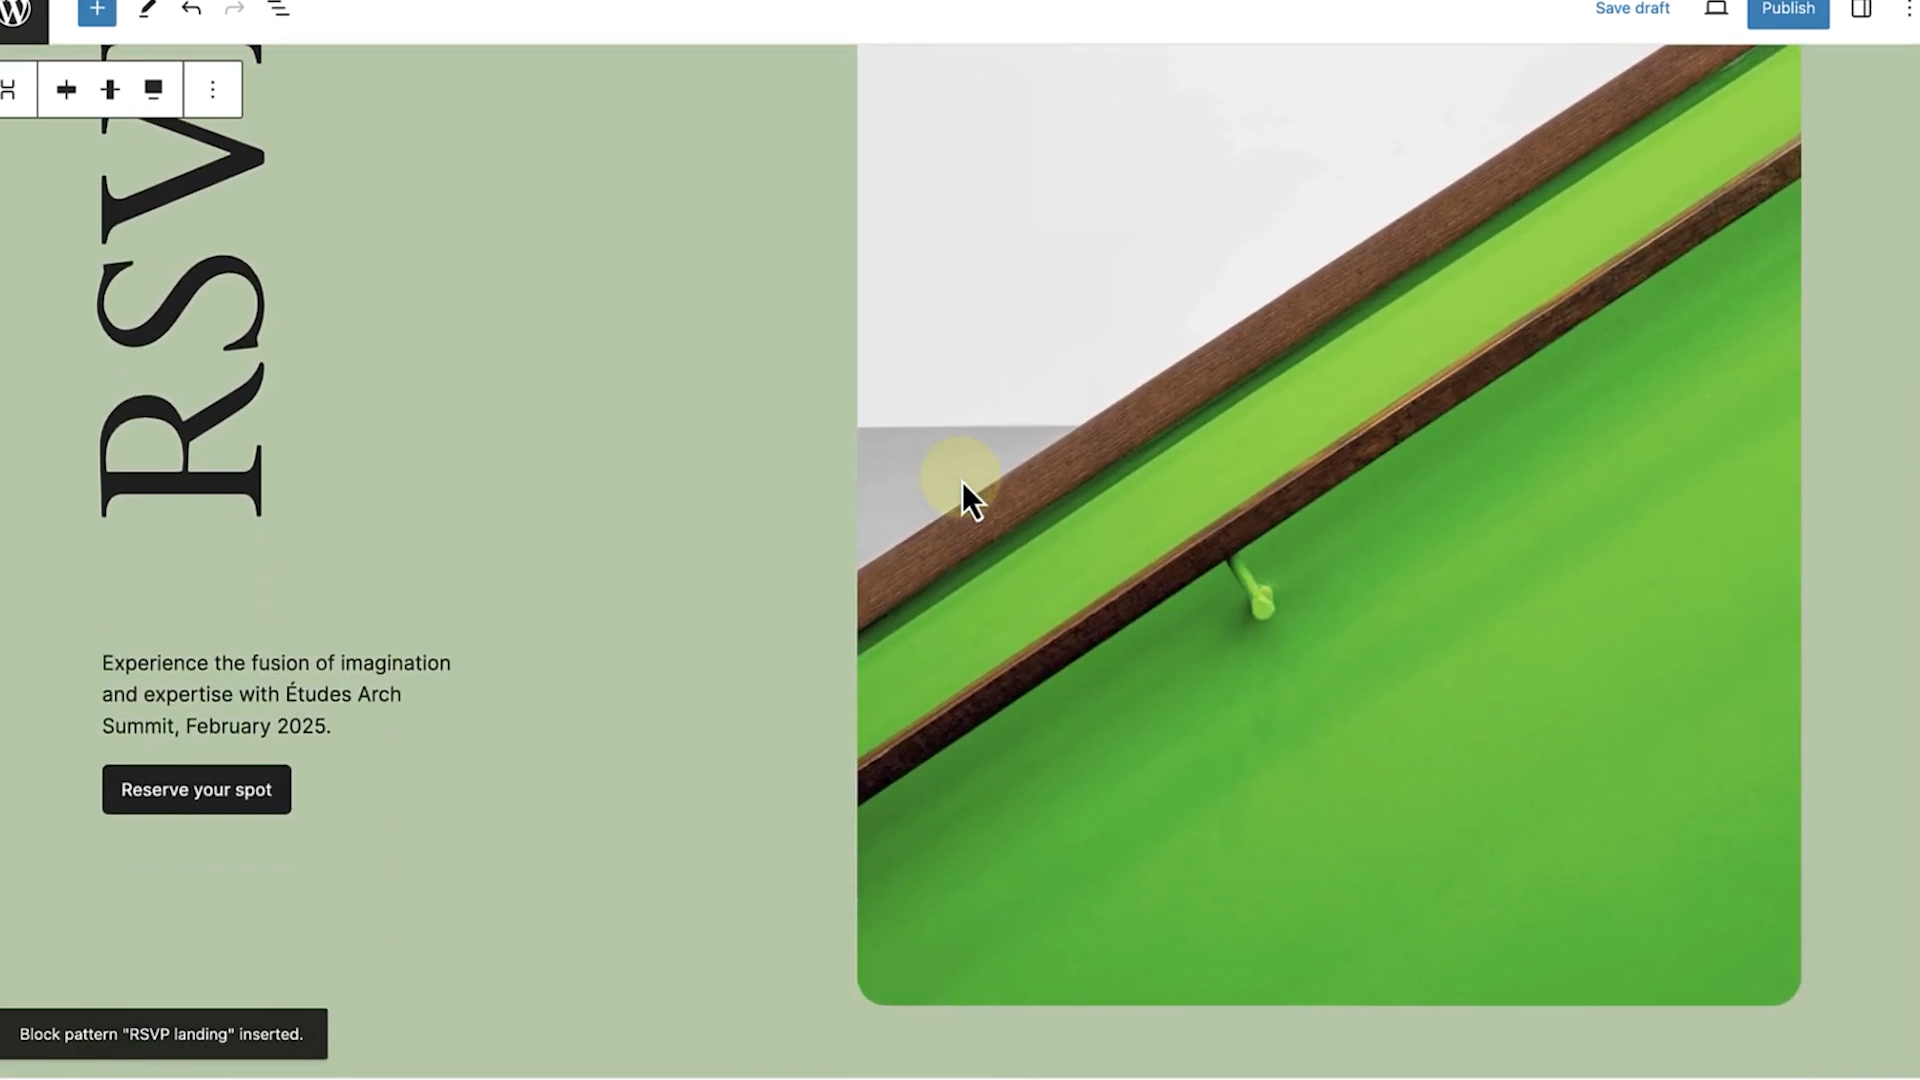 Save draft
Publish
RSVP
Experience the fusion of imagination
and expertise with Études Arch
Summit, February 2025.
Reserve your spot
Block pattern "RSVP landing" inserted.